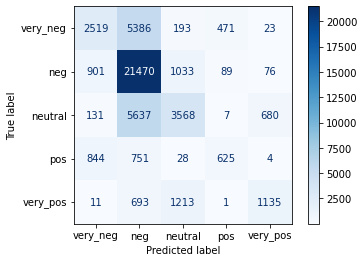 very_neg 2519 5386 193 471 23
neg 901 21470 1033 89 76
neutral 131 5637 3568 7 680
pos 844 751 28 625 4
very_pos 11 693 1213 1 1135
very_neg neg neutral pos very_pos
Predicted label
True label
20000
17500
15000
12500
10000
7500
5000
2500